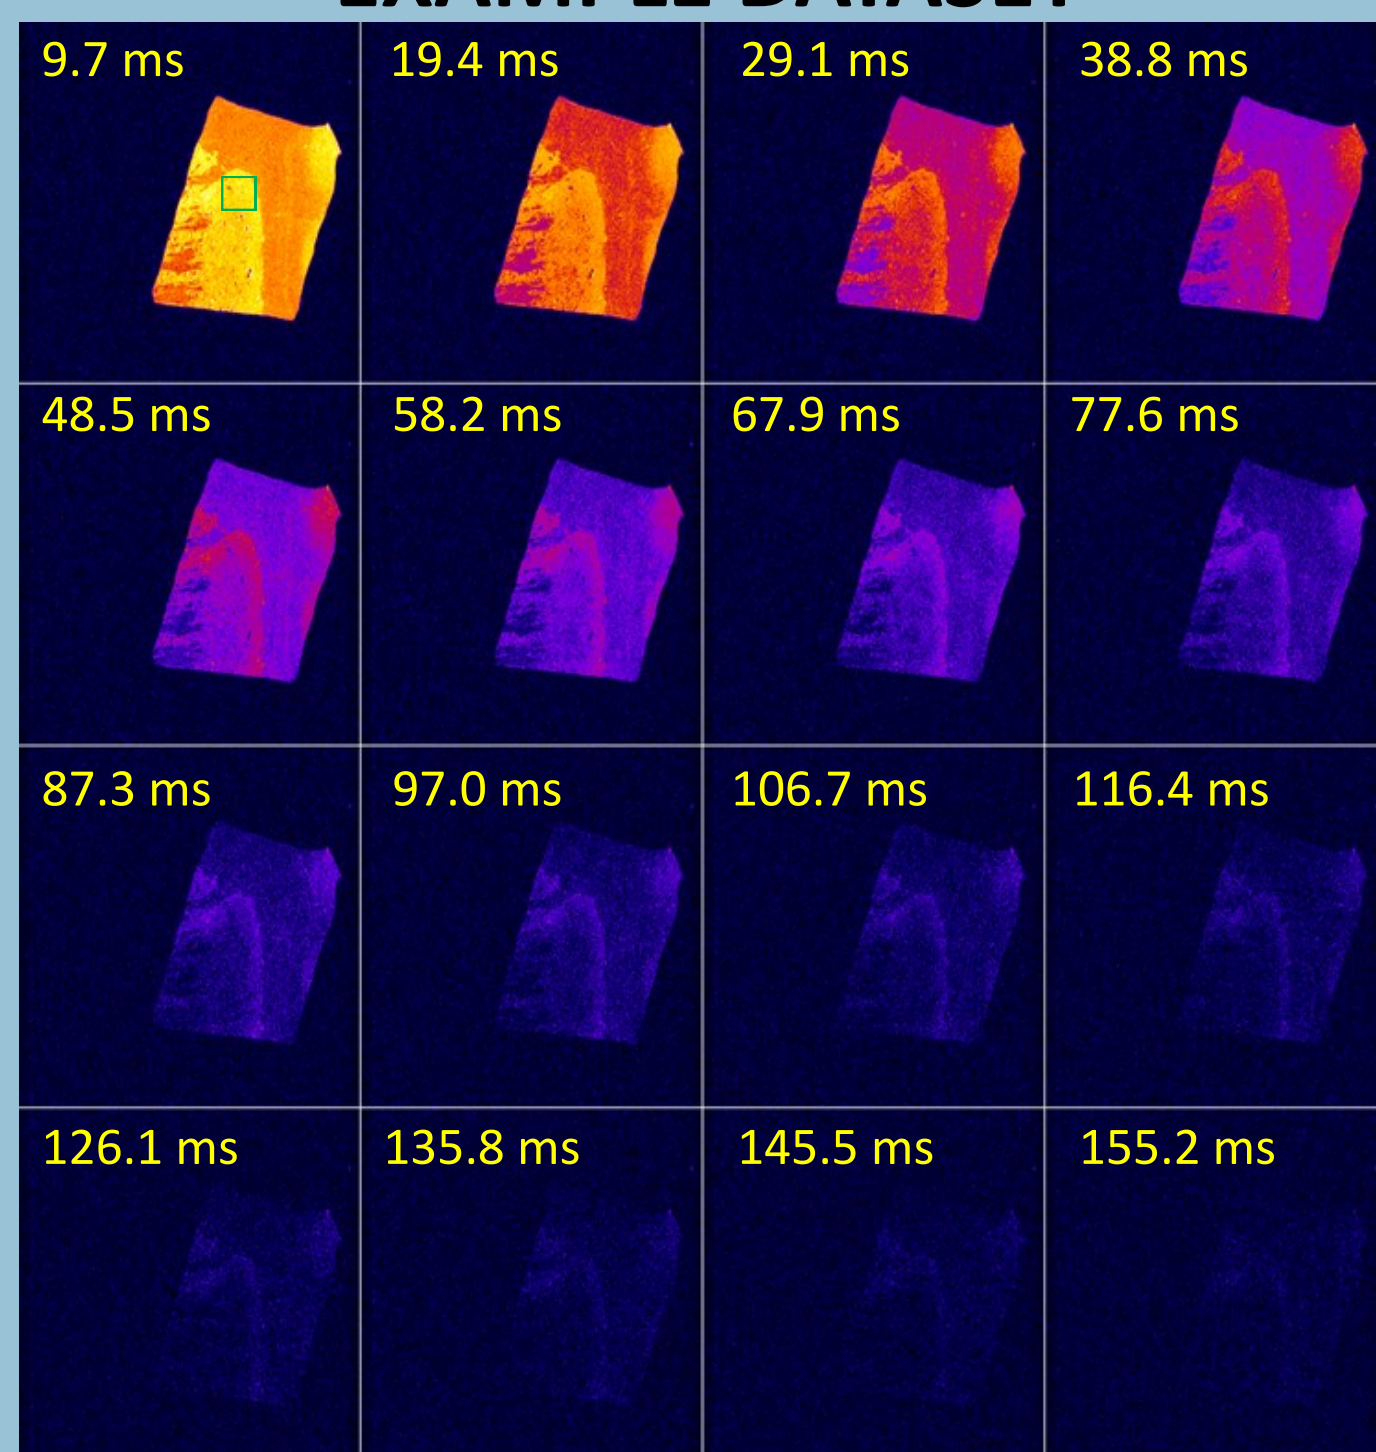 EXAMPLE DATASET
9.7 ms 19.4 ms 29.1 ms 38.8 ms
48.5 ms 58.2 ms 67.9 ms 77.6 ms
87.3 ms 97.0 ms 106.7 ms 116.4 ms
126.1 ms 135.8 ms 145.5 ms 155.2 ms